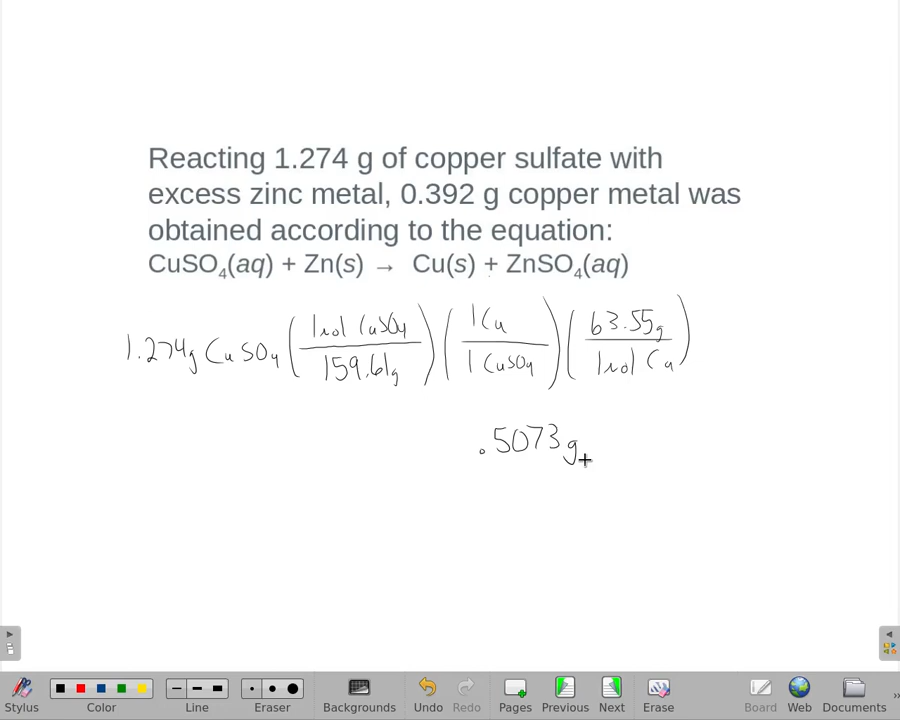 Reacting 1.274 g of copper sulfate with
excess zinc metal, 0.392 g copper metal was
obtained according to the equation:
CuSO₄(aq) + Zn(s) → Cu(s) + ZnSO₄(aq)
1.274g CuSO₄ (1mol CuSO₄ / 159.61g) (1 Cu / 1 CuSO₄) (63.55g / 1mol Cu)
.5073g
Stylus Color Line Eraser Backgrounds Undo Redo Pages Previous Next Erase Board Web Documents